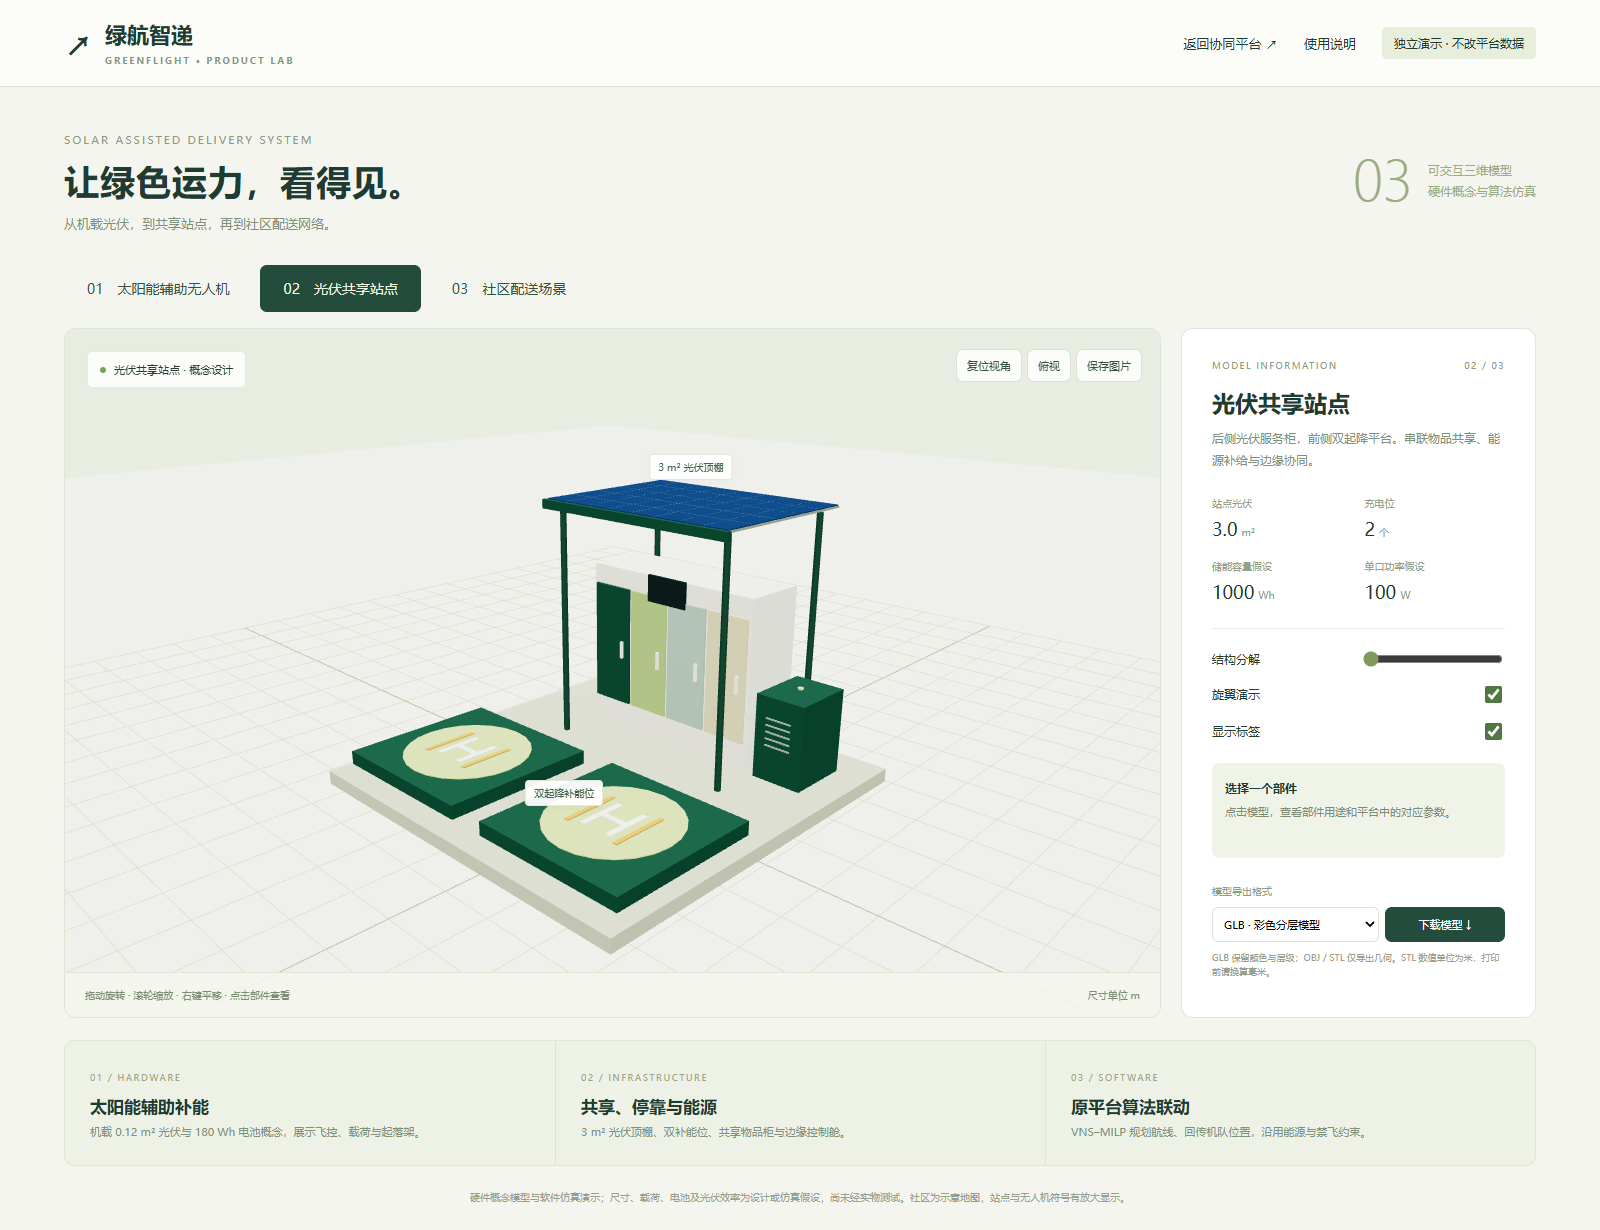 绿航智递
GREENFLIGHT • PRODUCT LAB
返回协同平台 ↗
使用说明
独立演示 · 不改平台数据
SOLAR ASSISTED DELIVERY SYSTEM
让绿色运力，看得见。
从机载光伏，到共享站点，再到社区配送网络。
03
可交互三维模型
硬件概念与算法仿真
01 太阳能辅助无人机
02 光伏共享站点
03 社区配送场景
光伏共享站点 · 概念设计
复位视角
俯视
保存图片
3 m² 光伏顶棚
双起降补能位
H
H
拖动旋转 · 滚轮缩放 · 右键平移 · 点击部件查看
尺寸单位 m
MODEL INFORMATION
02 / 03
光伏共享站点
后侧光伏服务柜，前侧双起降平台。串联物品共享、能
源补给与边缘协同。
站点光伏
充电位
3.0 m²
2 个
储能容量假设
单口功率假设
1000 Wh
100 W
结构分解
旋翼演示
显示标签
选择一个部件
点击模型，查看部件用途和平台中的对应参数。
模型导出格式
GLB · 彩色分层模型
下载模型 ↓
GLB 保留颜色与层级；OBJ / STL 仅导出几何。STL 数值单位为米，打印
前请换算毫米。
01 / HARDWARE
太阳能辅助补能
机载 0.12 m² 光伏与 180 Wh 电池概念，展示飞控、载荷与起落架。
02 / INFRASTRUCTURE
共享、停靠与能源
3 m² 光伏顶棚、双补能位、共享物品柜与边缘控制舱。
03 / SOFTWARE
原平台算法联动
VNS–MILP 规划航线、回传机队位置，沿用能源与禁飞约束。
硬件概念模型与软件仿真演示；尺寸、载荷、电池及光伏效率为设计或仿真假设，尚未经实物测试。社区为示意地图，站点与无人机符号有放大显示。